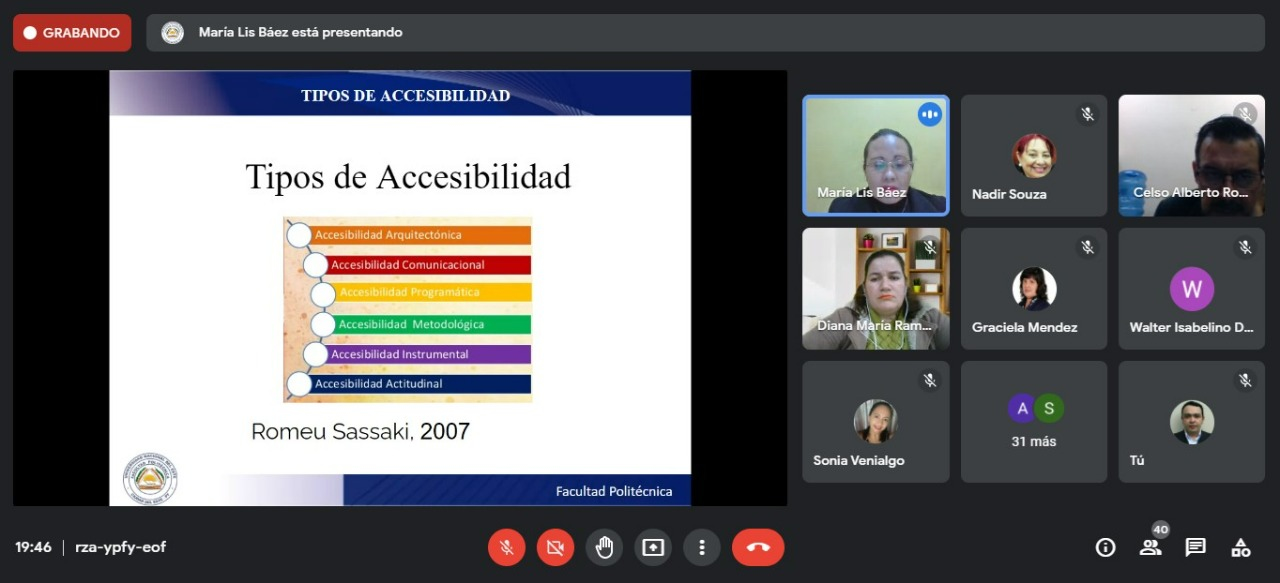 GRABANDO
María Lis Báez está presentando
TIPOS DE ACCESIBILIDAD
Tipos de Accesibilidad
Accesibilidad Arquitectónica
Accesibilidad Comunicacional
Accesibilidad Programática
Accesibilidad Metodológica
Accesibilidad Instrumental
Accesibilidad Actitudinal
Romeu Sassaki, 2007
Facultad Politécnica
María Lis Báez
Nadir Souza
Celso Alberto Ro...
Diana María Ram...
Graciela Mendez
W
Walter Isabelino D...
Sonia Venialgo
A S
31 más
Tú
19:46 | rza-ypfy-eof
40